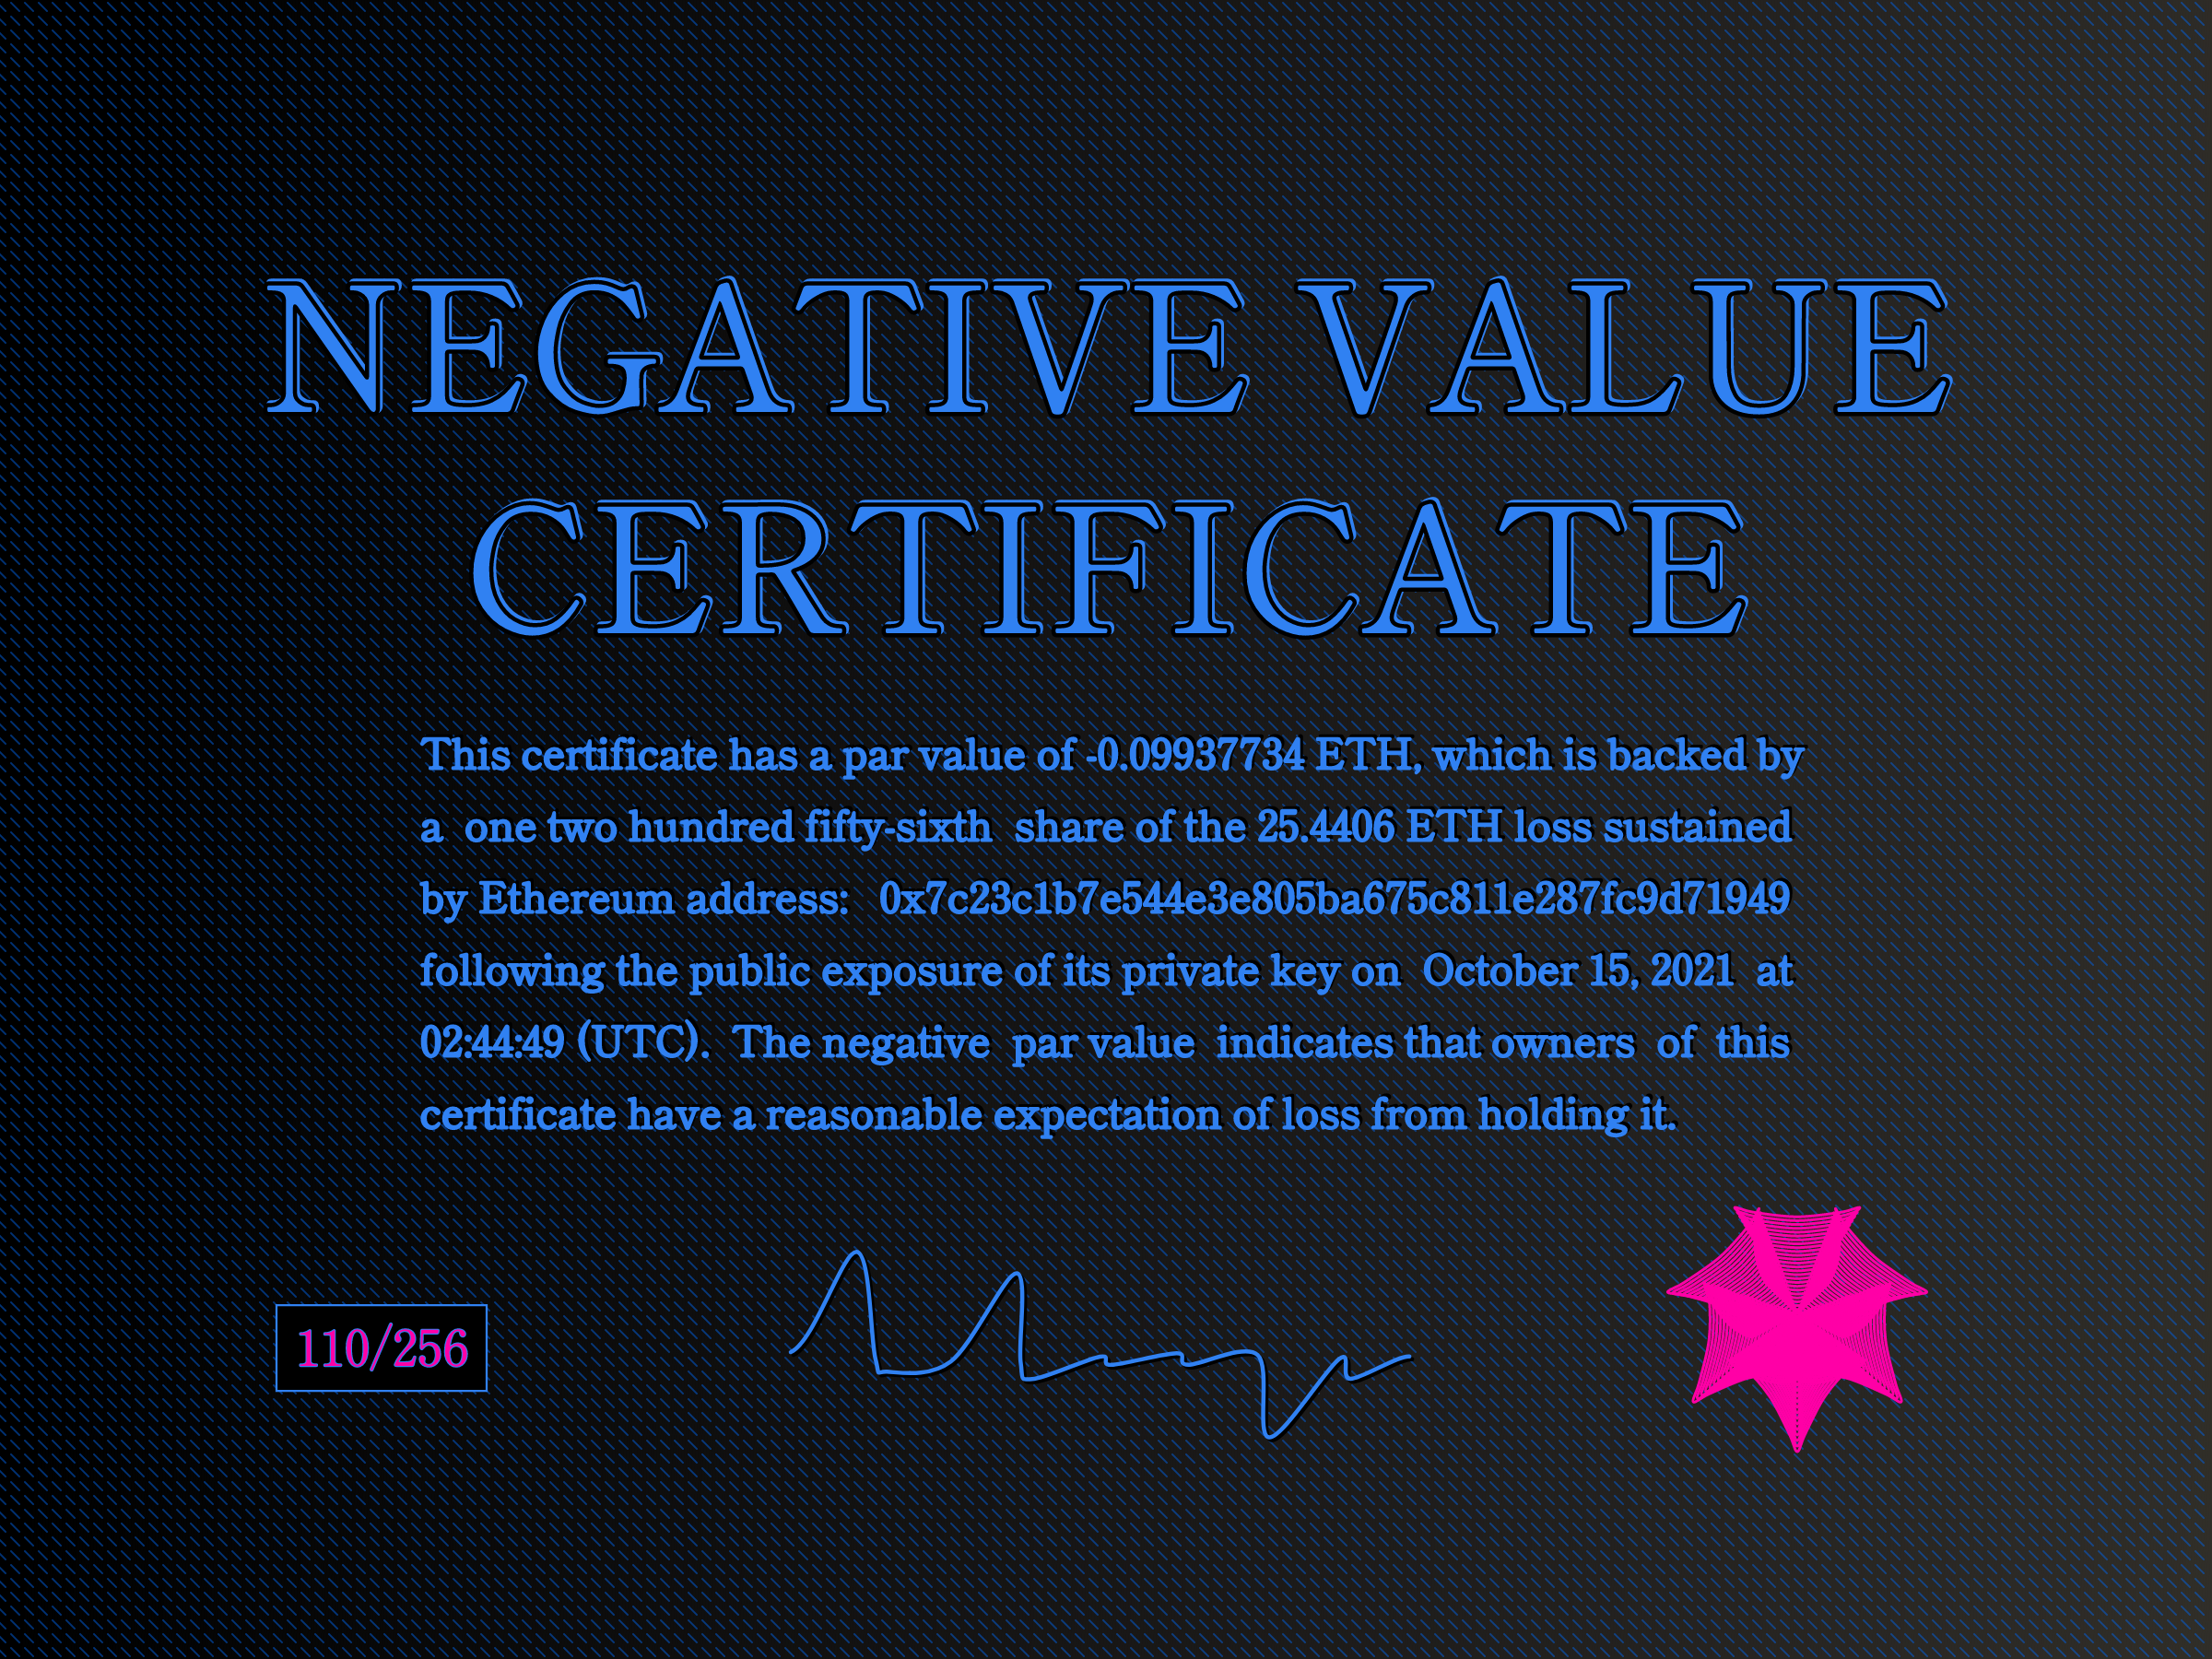 NEGATIVE VALUE
CERTIFICATE
This certificate has a par value of -0.09937734 ETH, which is backed by
a one two hundred fifty-sixth share of the 25.4406 ETH loss sustained
by Ethereum address: 0x7c23c1b7e544e3e805ba675c811e287fc9d71949
following the public exposure of its private key on October 15, 2021 at
02:44:49 (UTC). The negative par value indicates that owners of this
certificate have a reasonable expectation of loss from holding it.
110/256